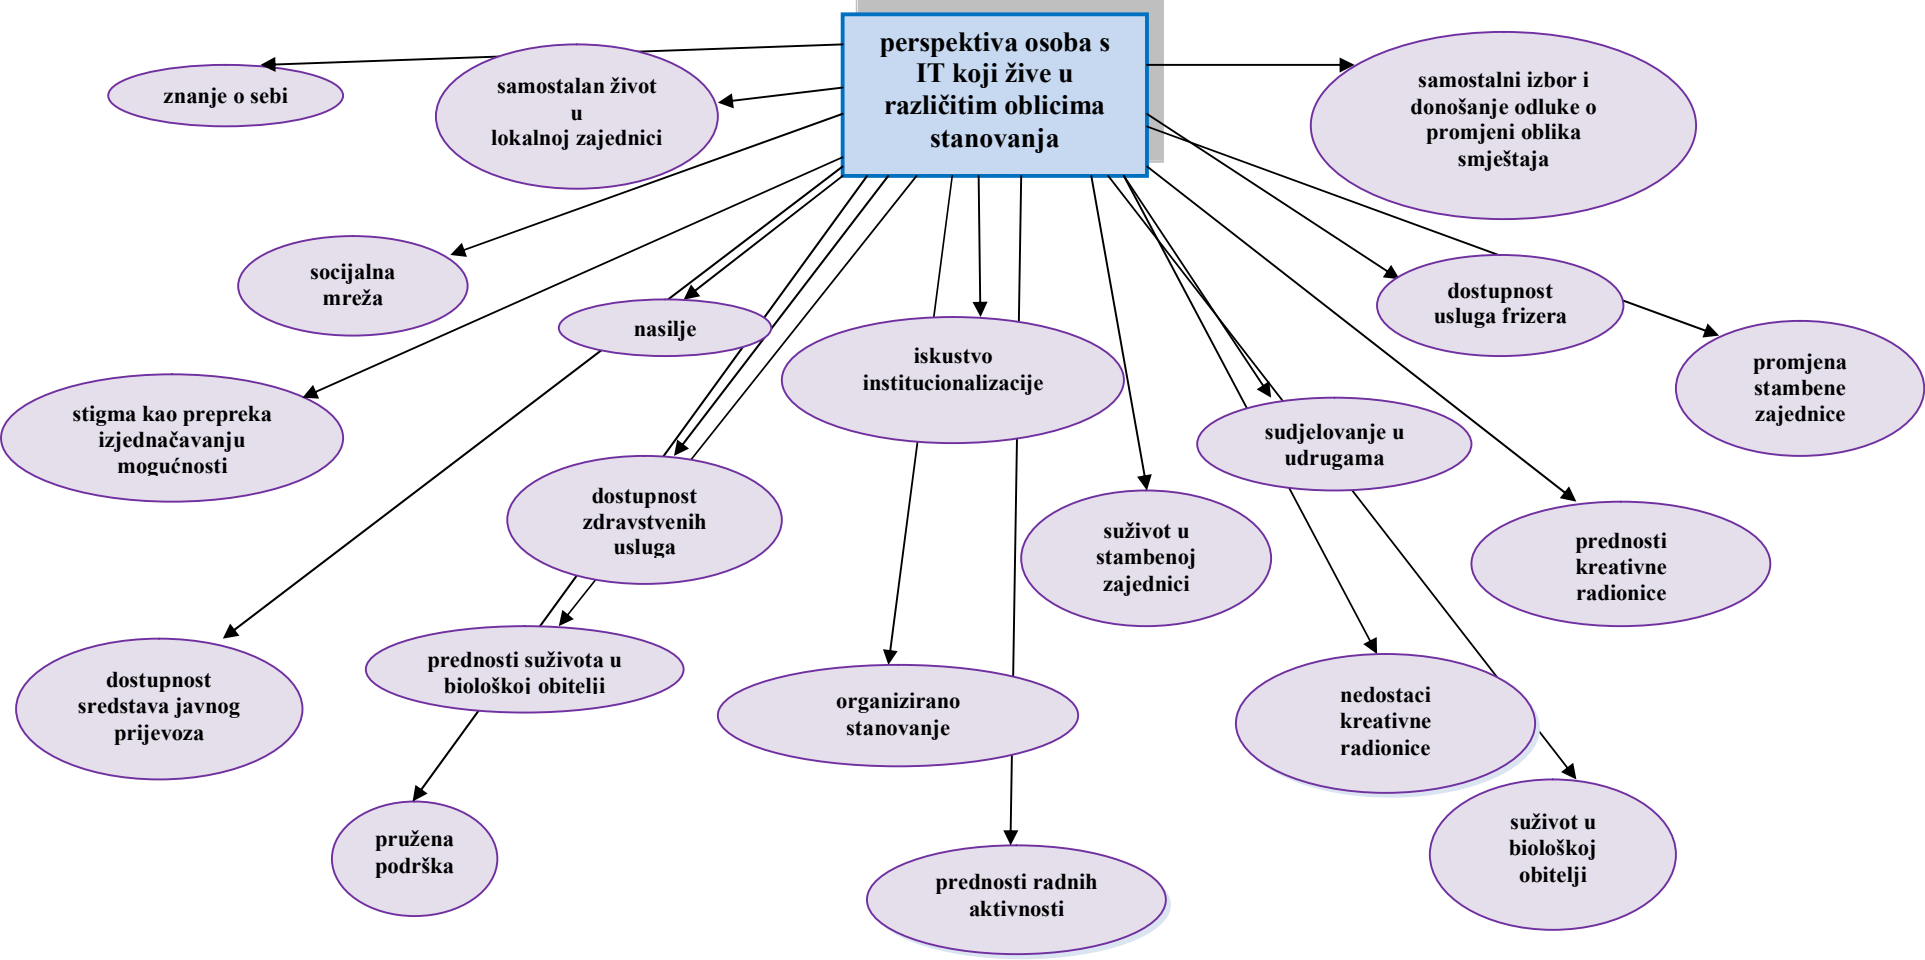 perspektiva osoba s
IT koji žive u
različitim oblicima
stanovanja
znanje o sebi
samostalan život
u
lokalnoj zajednici
samostalni izbor i
donošanje odluke o
promjeni oblika
smještaja
socijalna
mreža
nasilje
iskustvo
institucionalizacije
dostupnost
usluga frizera
promjena
stambene
zajednice
stigma kao prepreka
izjednačavanju
mogućnosti
dostupnost
zdravstvenih
usluga
suživot u
stambenoj
zajednici
sudjelovanje u
udrugama
prednosti
kreativne
radionice
dostupnost
sredstava javnog
prijevoza
prednosti suživota u
biološkoj obitelji
organizirano
stanovanje
nedostaci
kreativne
radionice
pružena
podrška
prednosti radnih
aktivnosti
suživot u
biološkoj
obitelji